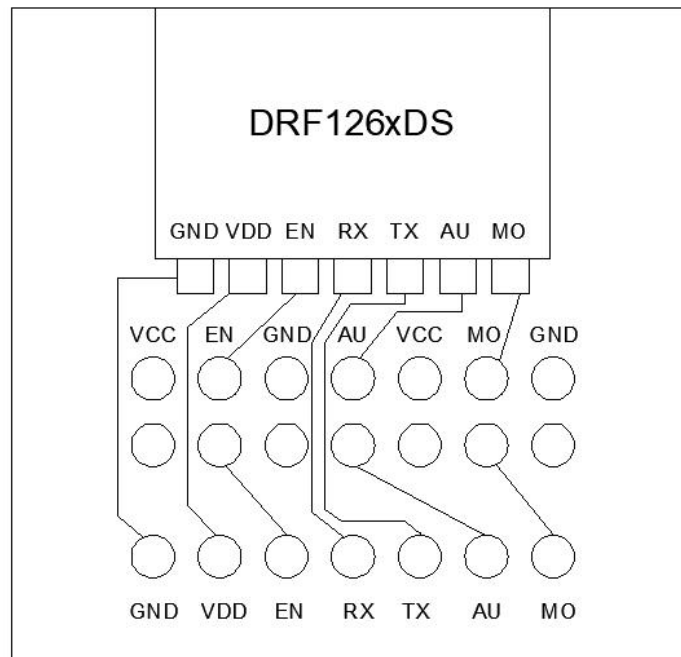 DRF126xDS
GND VDD EN RX TX AU MO
VCC EN GND AU VCC MO GND
GND VDD EN RX TX AU MO